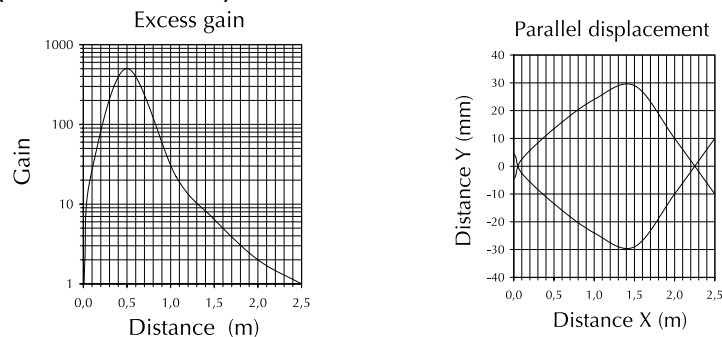 Excess gain
1000
100
10
1
Gain
0,0 0,5 1,0 1,5 2,0 2,5
Distance (m)
Parallel displacement
40
30
20
10
0
-10
-20
-30
-40
Distance Y (mm)
0,0 0,5 1,0 1,5 2,0 2,5
Distance X (m)